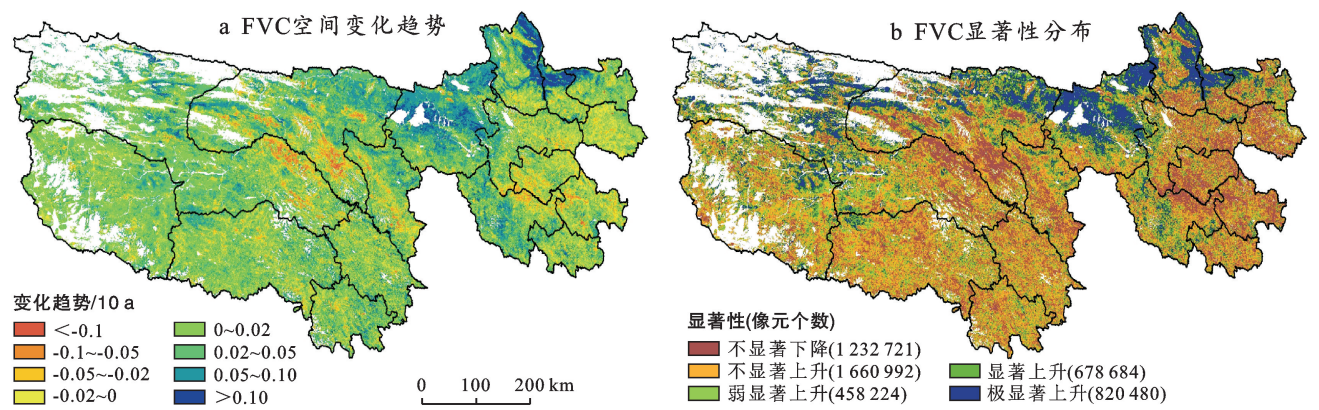 a FVC空间变化趋势
变化趋势/10 a
<-0.1
-0.1~-0.05
-0.05~-0.02
-0.02~0
0~0.02
0.02~0.05
0.05~0.10
>0.10
0 100 200 km
b FVC显著性分布
显著性(像元个数)
不显著下降(1 232 721)
不显著上升(1 660 992)
弱显著上升(458 224)
显著上升(678 684)
极显著上升(820 480)